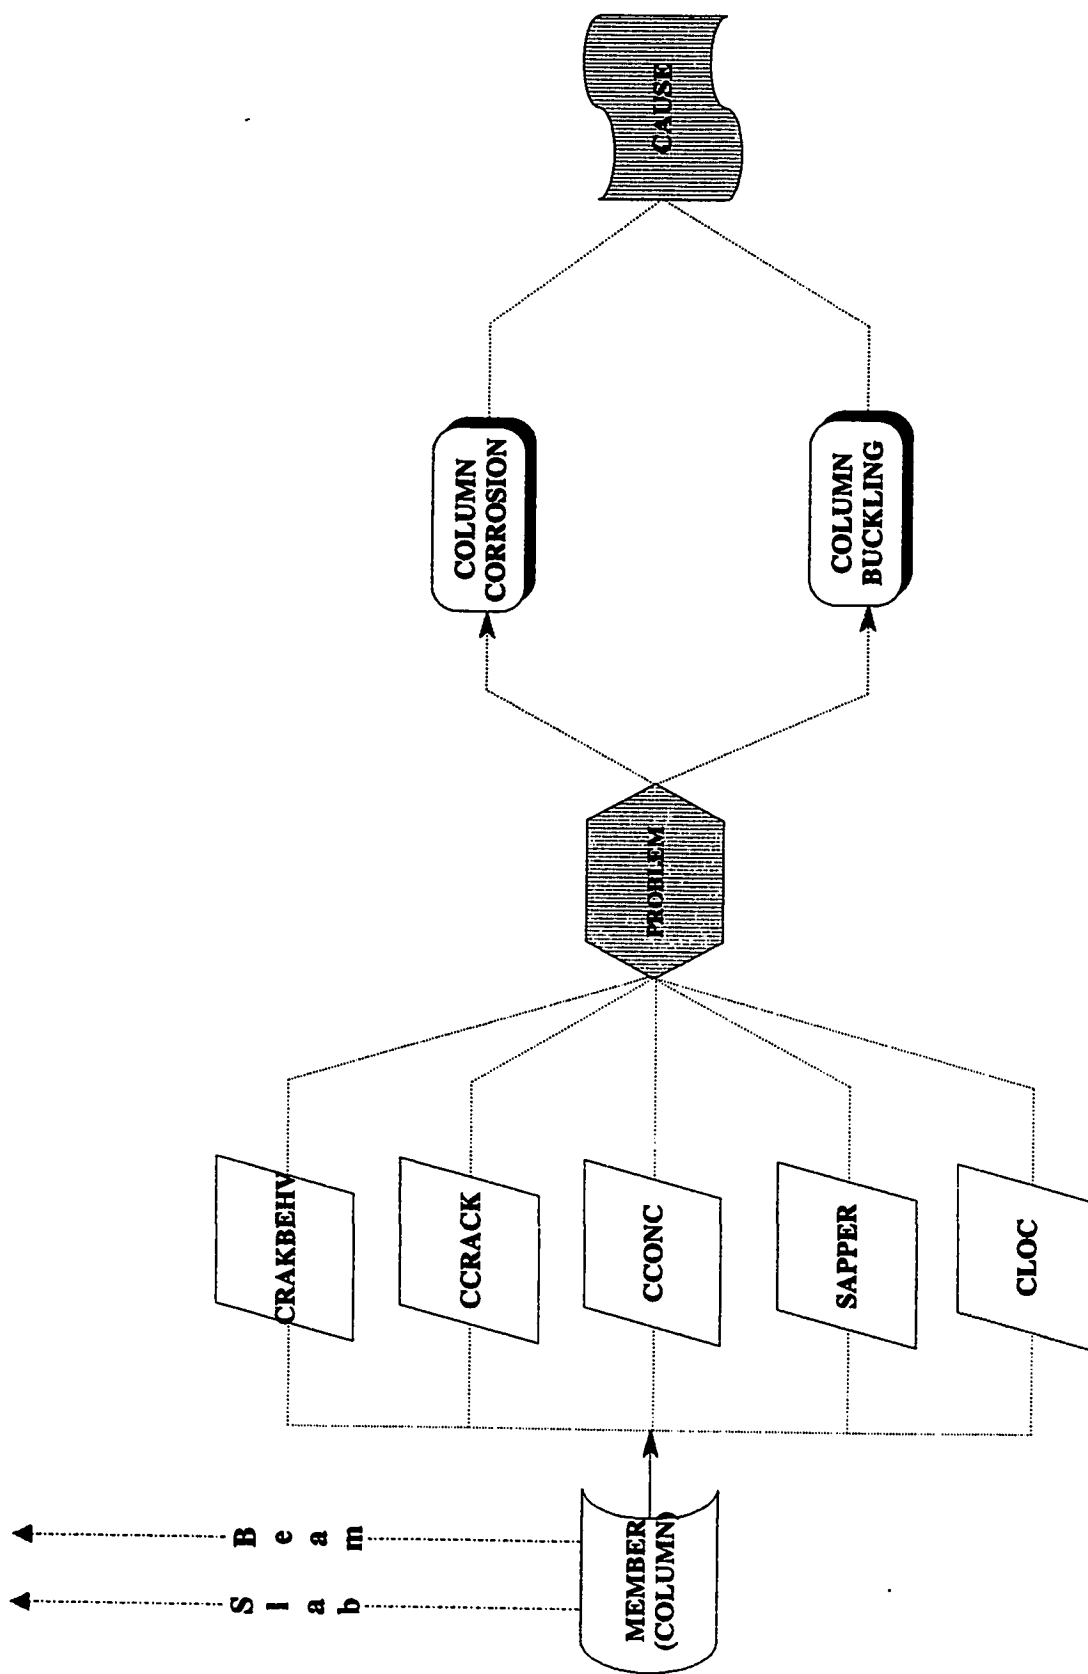 Slab
Beam
MEMBER
(COLUMN)
CRAKBEHV
CCRACK
CCONC
SAPPER
CLOC
PROBLEM
COLUMN
CORROSION
COLUMN
BUCKLING
CAUSE